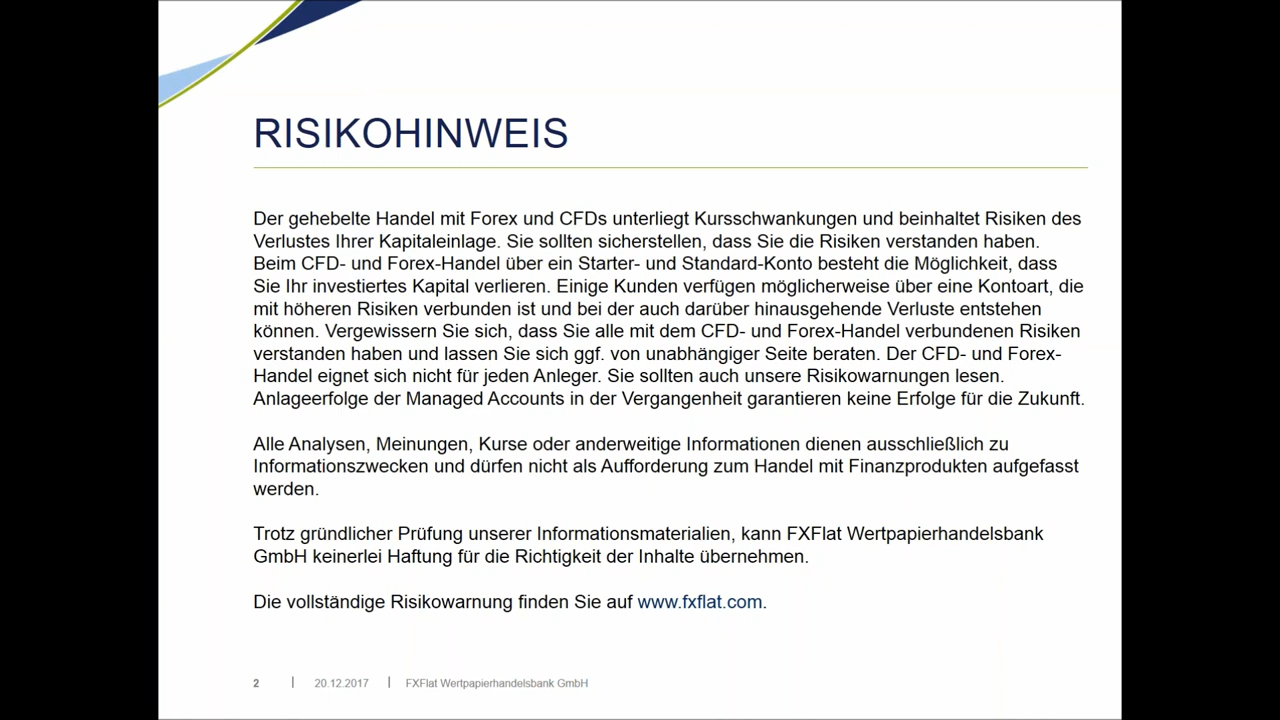 RISIKOHINWEIS
Der gehebelte Handel mit Forex und CFDs unterliegt Kursschwankungen und beinhaltet Risiken des
Verlustes Ihrer Kapitaleinlage. Sie sollten sicherstellen, dass Sie die Risiken verstanden haben.
Beim CFD- und Forex-Handel über ein Starter- und Standard-Konto besteht die Möglichkeit, dass
Sie Ihr investiertes Kapital verlieren. Einige Kunden verfügen möglicherweise über eine Kontoart, die
mit höheren Risiken verbunden ist und bei der auch darüber hinausgehende Verluste entstehen
können. Vergewissern Sie sich, dass Sie alle mit dem CFD- und Forex-Handel verbundenen Risiken
verstanden haben und lassen Sie sich ggf. von unabhängiger Seite beraten. Der CFD- und Forex-
Handel eignet sich nicht für jeden Anleger. Sie sollten auch unsere Risikowarnungen lesen.
Anlageerfolge der Managed Accounts in der Vergangenheit garantieren keine Erfolge für die Zukunft.
Alle Analysen, Meinungen, Kurse oder anderweitige Informationen dienen ausschließlich zu
Informationszwecken und dürfen nicht als Aufforderung zum Handel mit Finanzprodukten aufgefasst
werden.
Trotz gründlicher Prüfung unserer Informationsmaterialien, kann FXFlat Wertpapierhandelsbank
GmbH keinerlei Haftung für die Richtigkeit der Inhalte übernehmen.
Die vollständige Risikowarnung finden Sie auf www.fxflat.com.
2 | 20.12.2017 | FXFlat Wertpapierhandelsbank GmbH